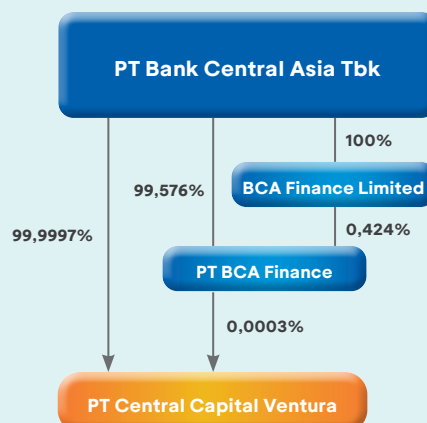 PT Bank Central Asia Tbk
100%
99,576%
BCA Finance Limited
99,9997%
0,424%
PT BCA Finance
0,0003%
PT Central Capital Ventura